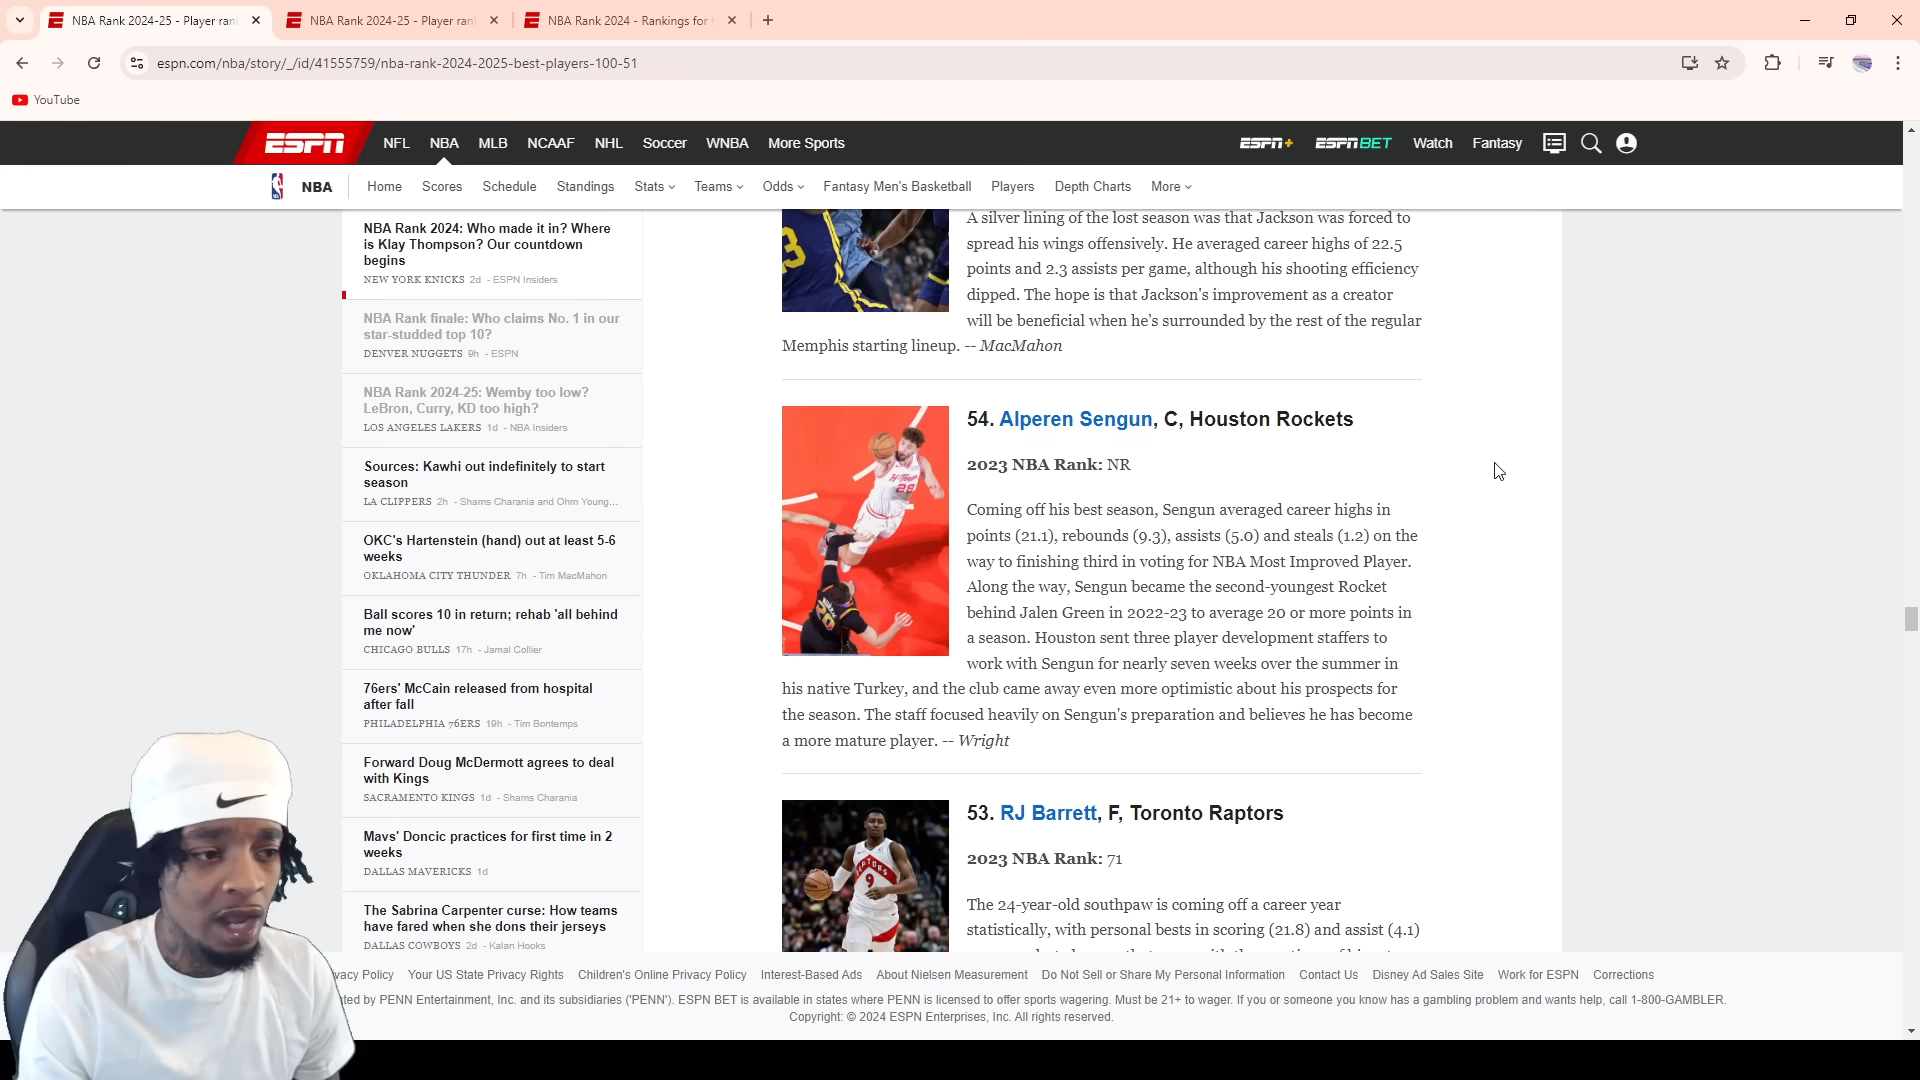 NBA Rank 2024-25 - Player ran
NBA Rank 2024-25 - Player ran
NBA Rank 2024 - Rankings for t
espn.com/nba/story/_/id/41555759/nba-rank-2024-2025-best-players-100-51
YouTube
ESPN
NFL NBA MLB NCAAF NHL Soccer WNBA More Sports
ESPN+ ESPN BET Watch Fantasy
NBA Home Scores Schedule Standings Stats Teams Odds Fantasy Men's Basketball Players Depth Charts More
NBA Rank 2024: Who made it in? Where
is Klay Thompson? Our countdown
begins
NEW YORK KNICKS 2d - ESPN Insiders
NBA Rank finale: Who claims No. 1 in our
star-studded top 10?
DENVER NUGGETS 9h - ESPN
NBA Rank 2024-25: Wemby too low?
LeBron, Curry, KD too high?
LOS ANGELES LAKERS 1d - NBA Insiders
Sources: Kawhi out indefinitely to start
season
LA CLIPPERS 2h - Shams Charania and Ohm Young...
OKC's Hartenstein (hand) out at least 5-6
weeks
OKLAHOMA CITY THUNDER 7h - Tim MacMahon
Ball scores 10 in return; rehab 'all behind
me now'
CHICAGO BULLS 17h - Jamal Collier
76ers' McCain released from hospital
after fall
PHILADELPHIA 76ERS 19h - Tim Bontemps
Forward Doug McDermott agrees to deal
with Kings
SACRAMENTO KINGS 1d - Shams Charania
Mavs' Doncic practices for first time in 2
weeks
DALLAS MAVERICKS 1d
The Sabrina Carpenter curse: How teams
have fared when she dons their jerseys
DALLAS COWBOYS 2d - Kalan Hooks
A silver lining of the lost season was that Jackson was forced to
spread his wings offensively. He averaged career highs of 22.5
points and 2.3 assists per game, although his shooting efficiency
dipped. The hope is that Jackson's improvement as a creator
will be beneficial when he's surrounded by the rest of the regular
Memphis starting lineup. -- MacMahon
54. Alperen Sengun, C, Houston Rockets
2023 NBA Rank: NR
Coming off his best season, Sengun averaged career highs in
points (21.1), rebounds (9.3), assists (5.0) and steals (1.2) on the
way to finishing third in voting for NBA Most Improved Player.
Along the way, Sengun became the second-youngest Rocket
behind Jalen Green in 2022-23 to average 20 or more points in
a season. Houston sent three player development staffers to
work with Sengun for nearly seven weeks over the summer in
his native Turkey, and the club came away even more optimistic about his prospects for
the season. The staff focused heavily on Sengun's preparation and believes he has become
a more mature player. -- Wright
53. RJ Barrett, F, Toronto Raptors
2023 NBA Rank: 71
The 24-year-old southpaw is coming off a career year
statistically, with personal bests in scoring (21.8) and assist (4.1)
vacy Policy Your US State Privacy Rights Children's Online Privacy Policy Interest-Based Ads About Nielsen Measurement Do Not Sell or Share My Personal Information Contact Us Disney Ad Sales Site Work for ESPN Corrections
ted by PENN Entertainment, Inc. and its subsidiaries ('PENN'). ESPN BET is available in states where PENN is licensed to offer sports wagering. Must be 21+ to wager. If you or someone you know has a gambling problem and wants help, call 1-800-GAMBLER.
Copyright: © 2024 ESPN Enterprises, Inc. All rights reserved.